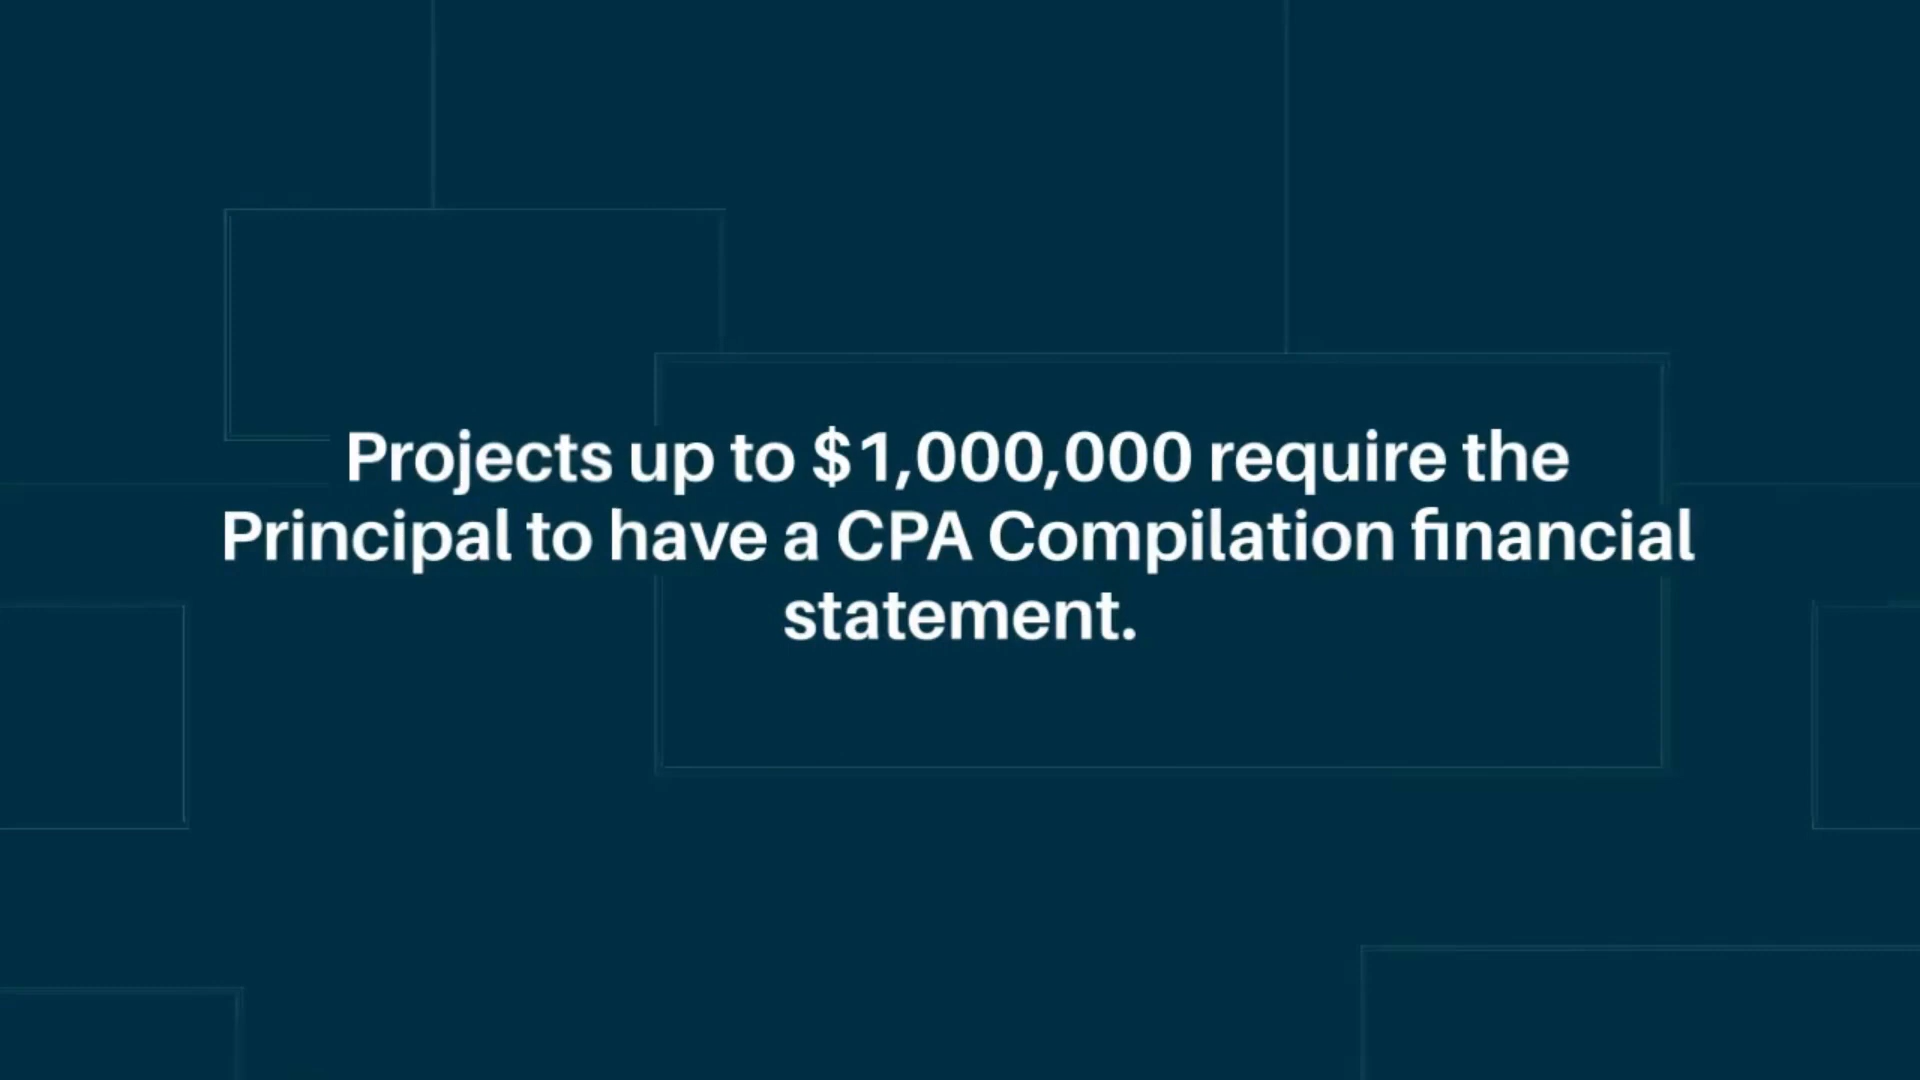 Projects up to $1,000,000 require the
Principal to have a CPA Compilation financial
statement.